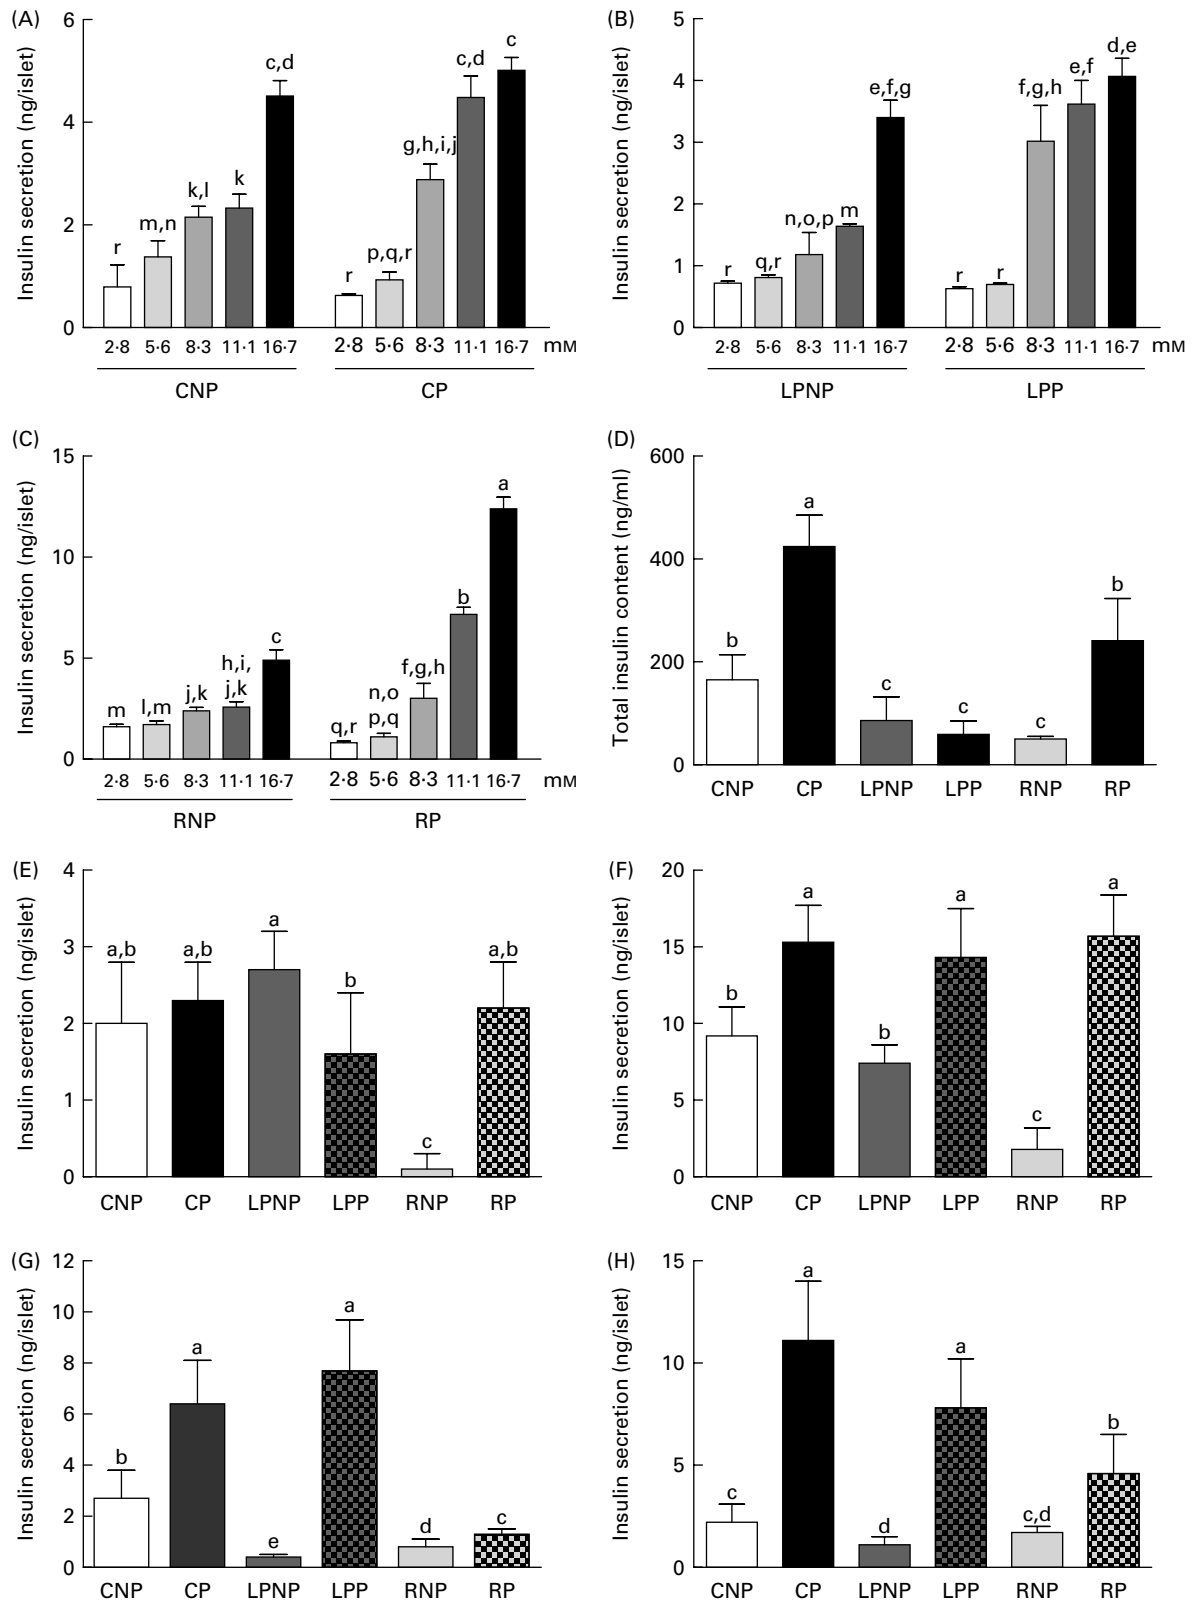 (A)
Insulin secretion (ng/islet)
6
4
2
0
r
m,n
k,l
k
c,d
r
p,q,r
g,h,i,j
c,d
c
2·8 5·6 8·3 11·1 16·7 2·8 5·6 8·3 11·1 16·7 mM
CNP CP
(B)
Insulin secretion (ng/islet)
5
4
3
2
1
0
r
q,r
n,o,p
m
e,f,g
r
r
f,g,h
e,f
d,e
2·8 5·6 8·3 11·1 16·7 2·8 5·6 8·3 11·1 16·7 mM
LPNP LPP
(C)
Insulin secretion (ng/islet)
15
10
5
0
m
l,m
j,k
h,i,
j,k
c
q,r
n,o
p,q
f,g,h
b
a
2·8 5·6 8·3 11·1 16·7 2·8 5·6 8·3 11·1 16·7 mM
RNP RP
(D)
Total insulin content (ng/ml)
600
400
200
0
b
a
c
c
c
b
CNP CP LPNP LPP RNP RP
(E)
Insulin secretion (ng/islet)
4
3
2
1
0
a,b
a,b
a
b
c
a,b
CNP CP LPNP LPP RNP RP
(F)
Insulin secretion (ng/islet)
20
15
10
5
0
b
a
b
a
c
a
CNP CP LPNP LPP RNP RP
(G)
Insulin secretion (ng/islet)
12
10
8
6
4
2
0
b
a
e
a
d
c
CNP CP LPNP LPP RNP RP
(H)
Insulin secretion (ng/islet)
15
10
5
0
c
a
d
a
c,d
b
CNP CP LPNP LPP RNP RP